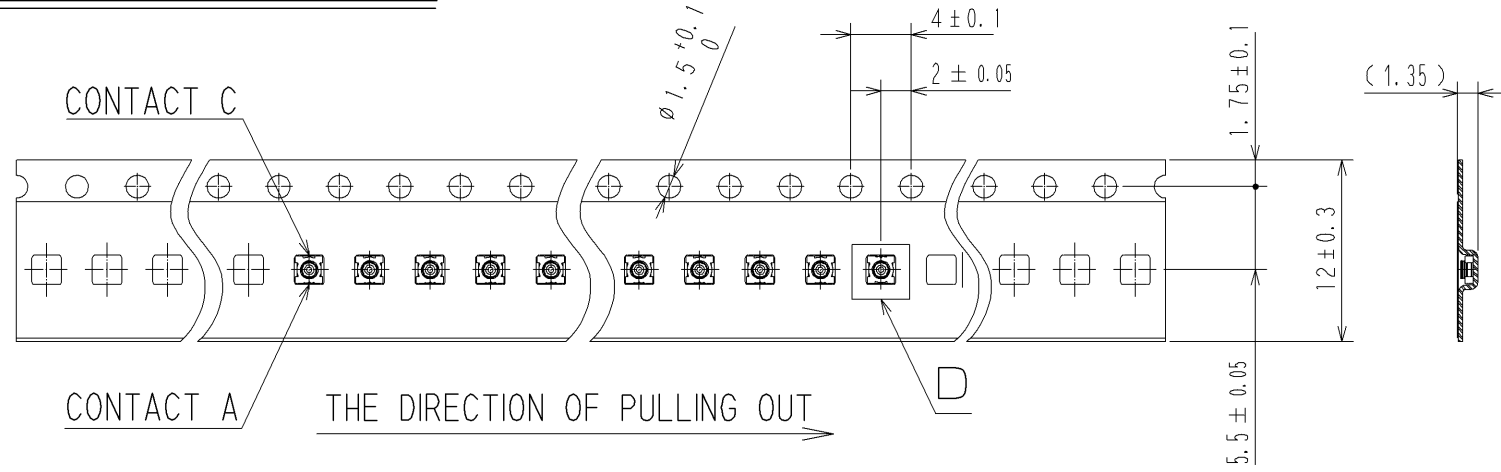 4±0.1
2 ± 0.05
ø1.5 +0.1 0
1.75±0.1
(1.35)
CONTACT C
12±0.3
CONTACT A
THE DIRECTION OF PULLING OUT
D
5.5 ± 0.05